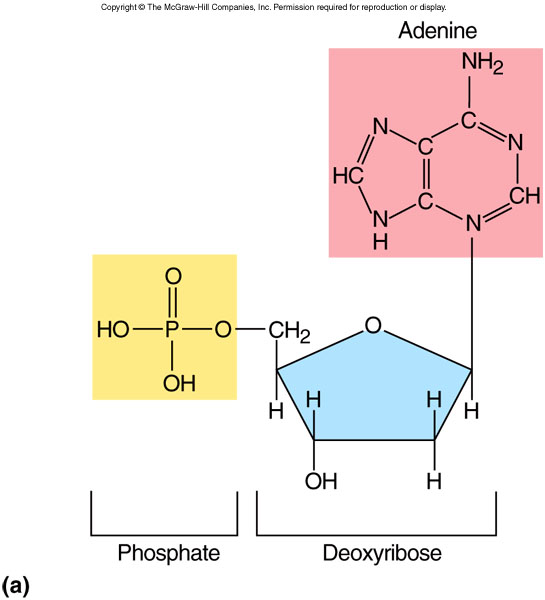 Copyright © The McGraw-Hill Companies, Inc. Permission required for reproduction or display.
Adenine
NH2
N
C
N
C
HC
CH
C
N
H
N
O
HO
P
O
CH2
O
OH
H
H
H
H
OH
H
Phosphate
Deoxyribose
(a)